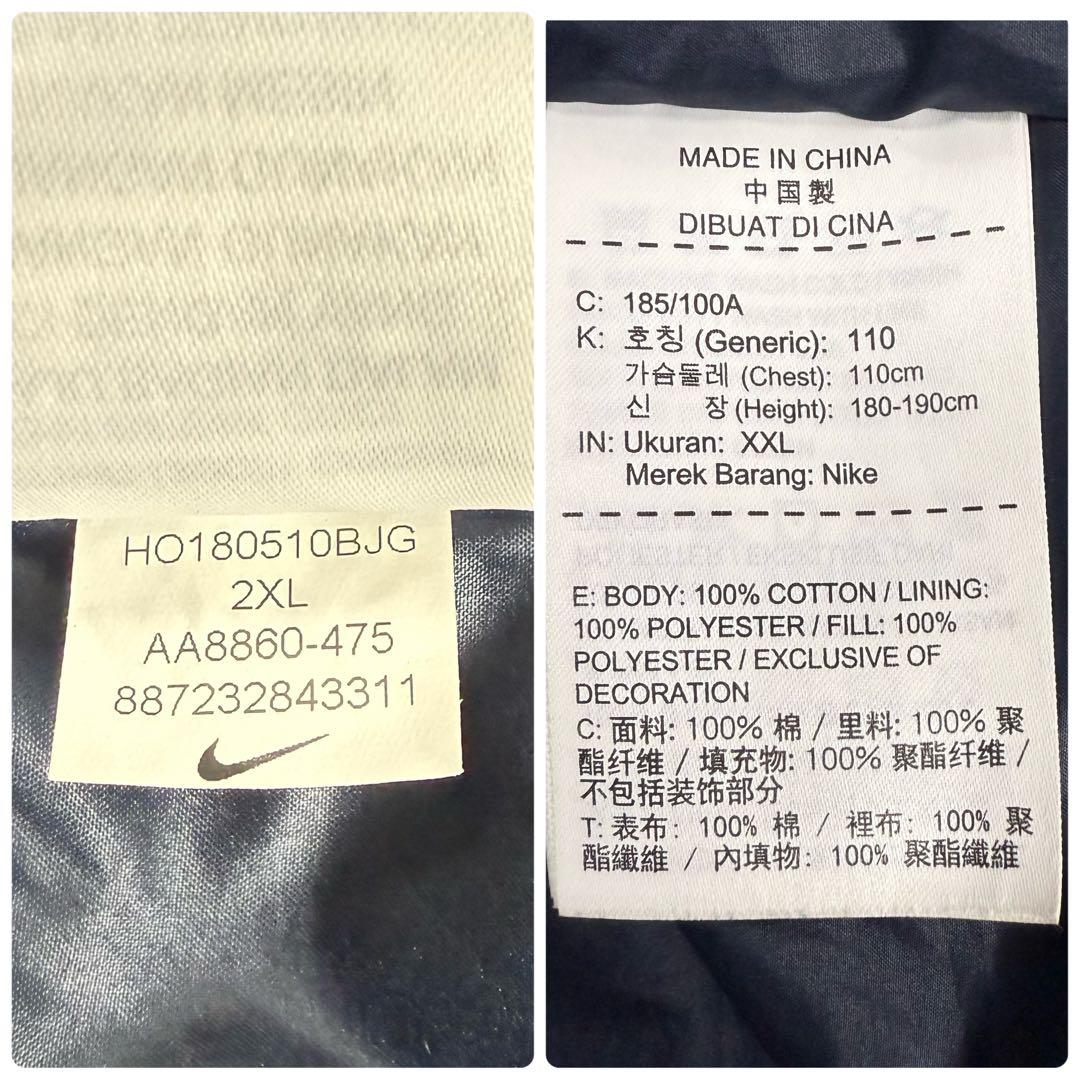 HO180510BJG
2XL
AA8860-475
887232843311
MADE IN CHINA
中国製
DIBUAT DI CINA
C: 185/100A
K: 호칭 (Generic): 110
가슴둘레 (Chest): 110cm
신 장 (Height): 180-190cm
IN: Ukuran: XXL
Merek Barang: Nike
E: BODY: 100% COTTON / LINING:
100% POLYESTER / FILL: 100%
POLYESTER / EXCLUSIVE OF
DECORATION
C: 面料: 100% 棉 / 里料: 100% 聚
酯纤维 / 填充物: 100% 聚酯纤维 /
不包括装饰部分
T: 表布: 100% 棉 / 裡布: 100% 聚
酯纖維 / 內填物: 100% 聚酯纖維